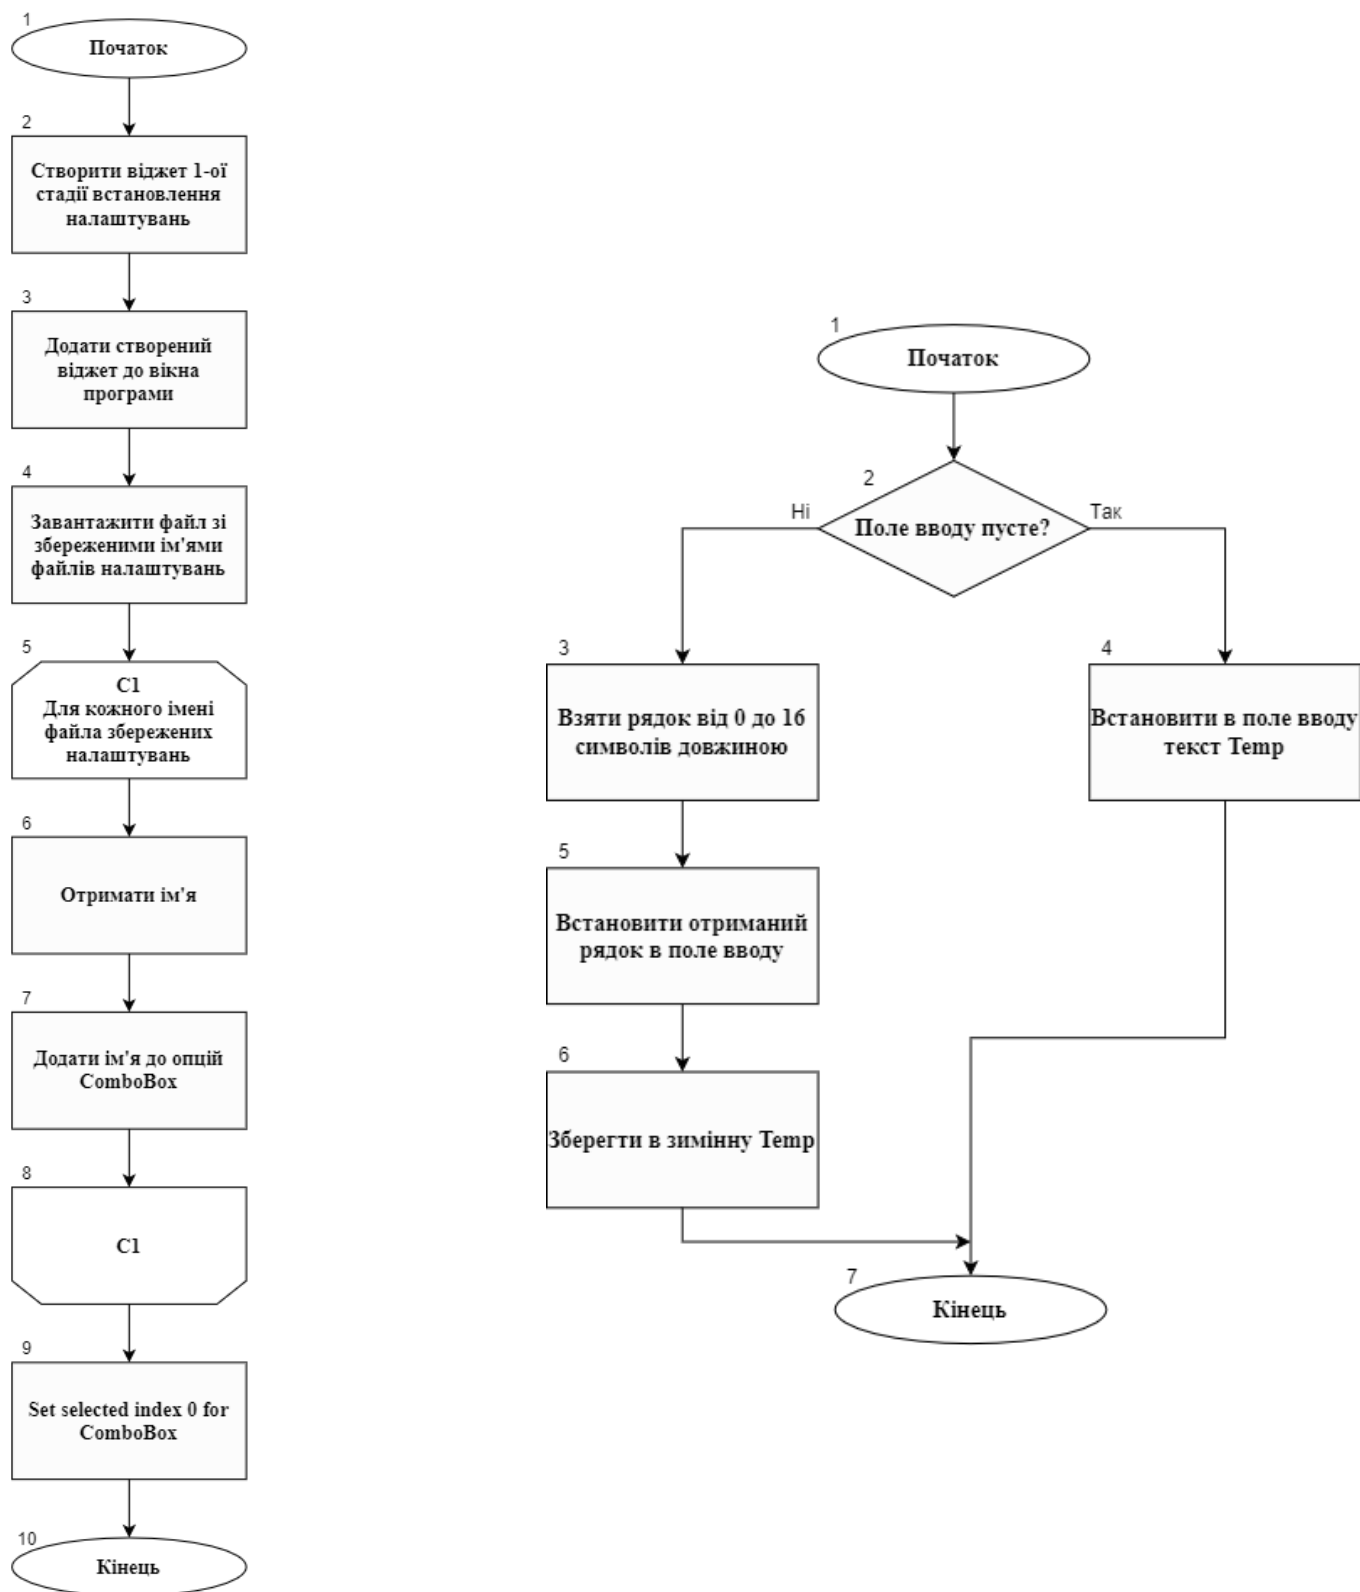 1
Початок
2
Створити віджет 1-ої
стадії встановлення
налаштувань
3
Додати створений
віджет до вікна
програми
4
Завантажити файл зі
збереженими ім'ями
файлів налаштувань
5
C1
Для кожного імені
файла збережених
налаштувань
6
Отримати ім'я
7
Додати ім'я до опцій
ComboBox
8
C1
9
Set selected index 0 for
ComboBox
10
Кінець
1
Початок
2
Поле вводу пусте?
Ні
Так
3
Взяти рядок від 0 до 16
символів довжиною
4
Встановити в поле вводу
текст Temp
5
Встановити отриманий
рядок в поле вводу
6
Зберегти в зимінну Temp
7
Кінець